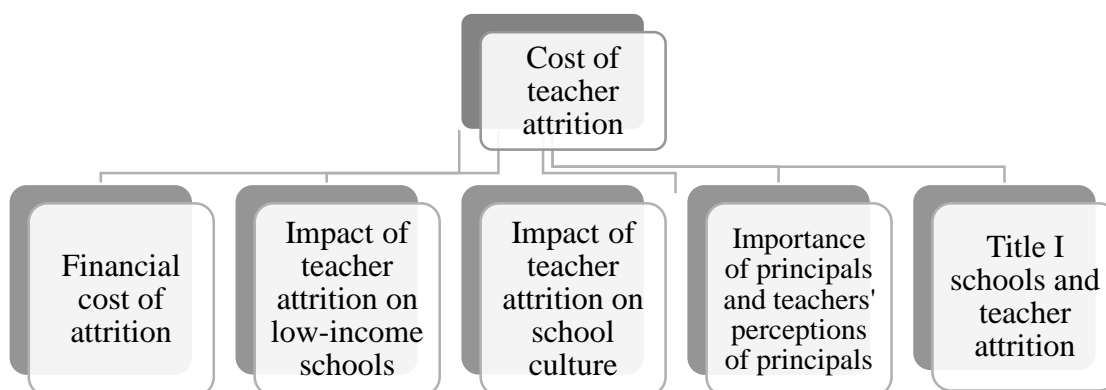 Cost of
teacher
attrition
Financial
cost of
attrition
Impact of
teacher
attrition on
low-income
schools
Impact of
teacher
attrition on
school
culture
Importance
of principals
and teachers'
perceptions
of principals
Title I
schools and
teacher
attrition